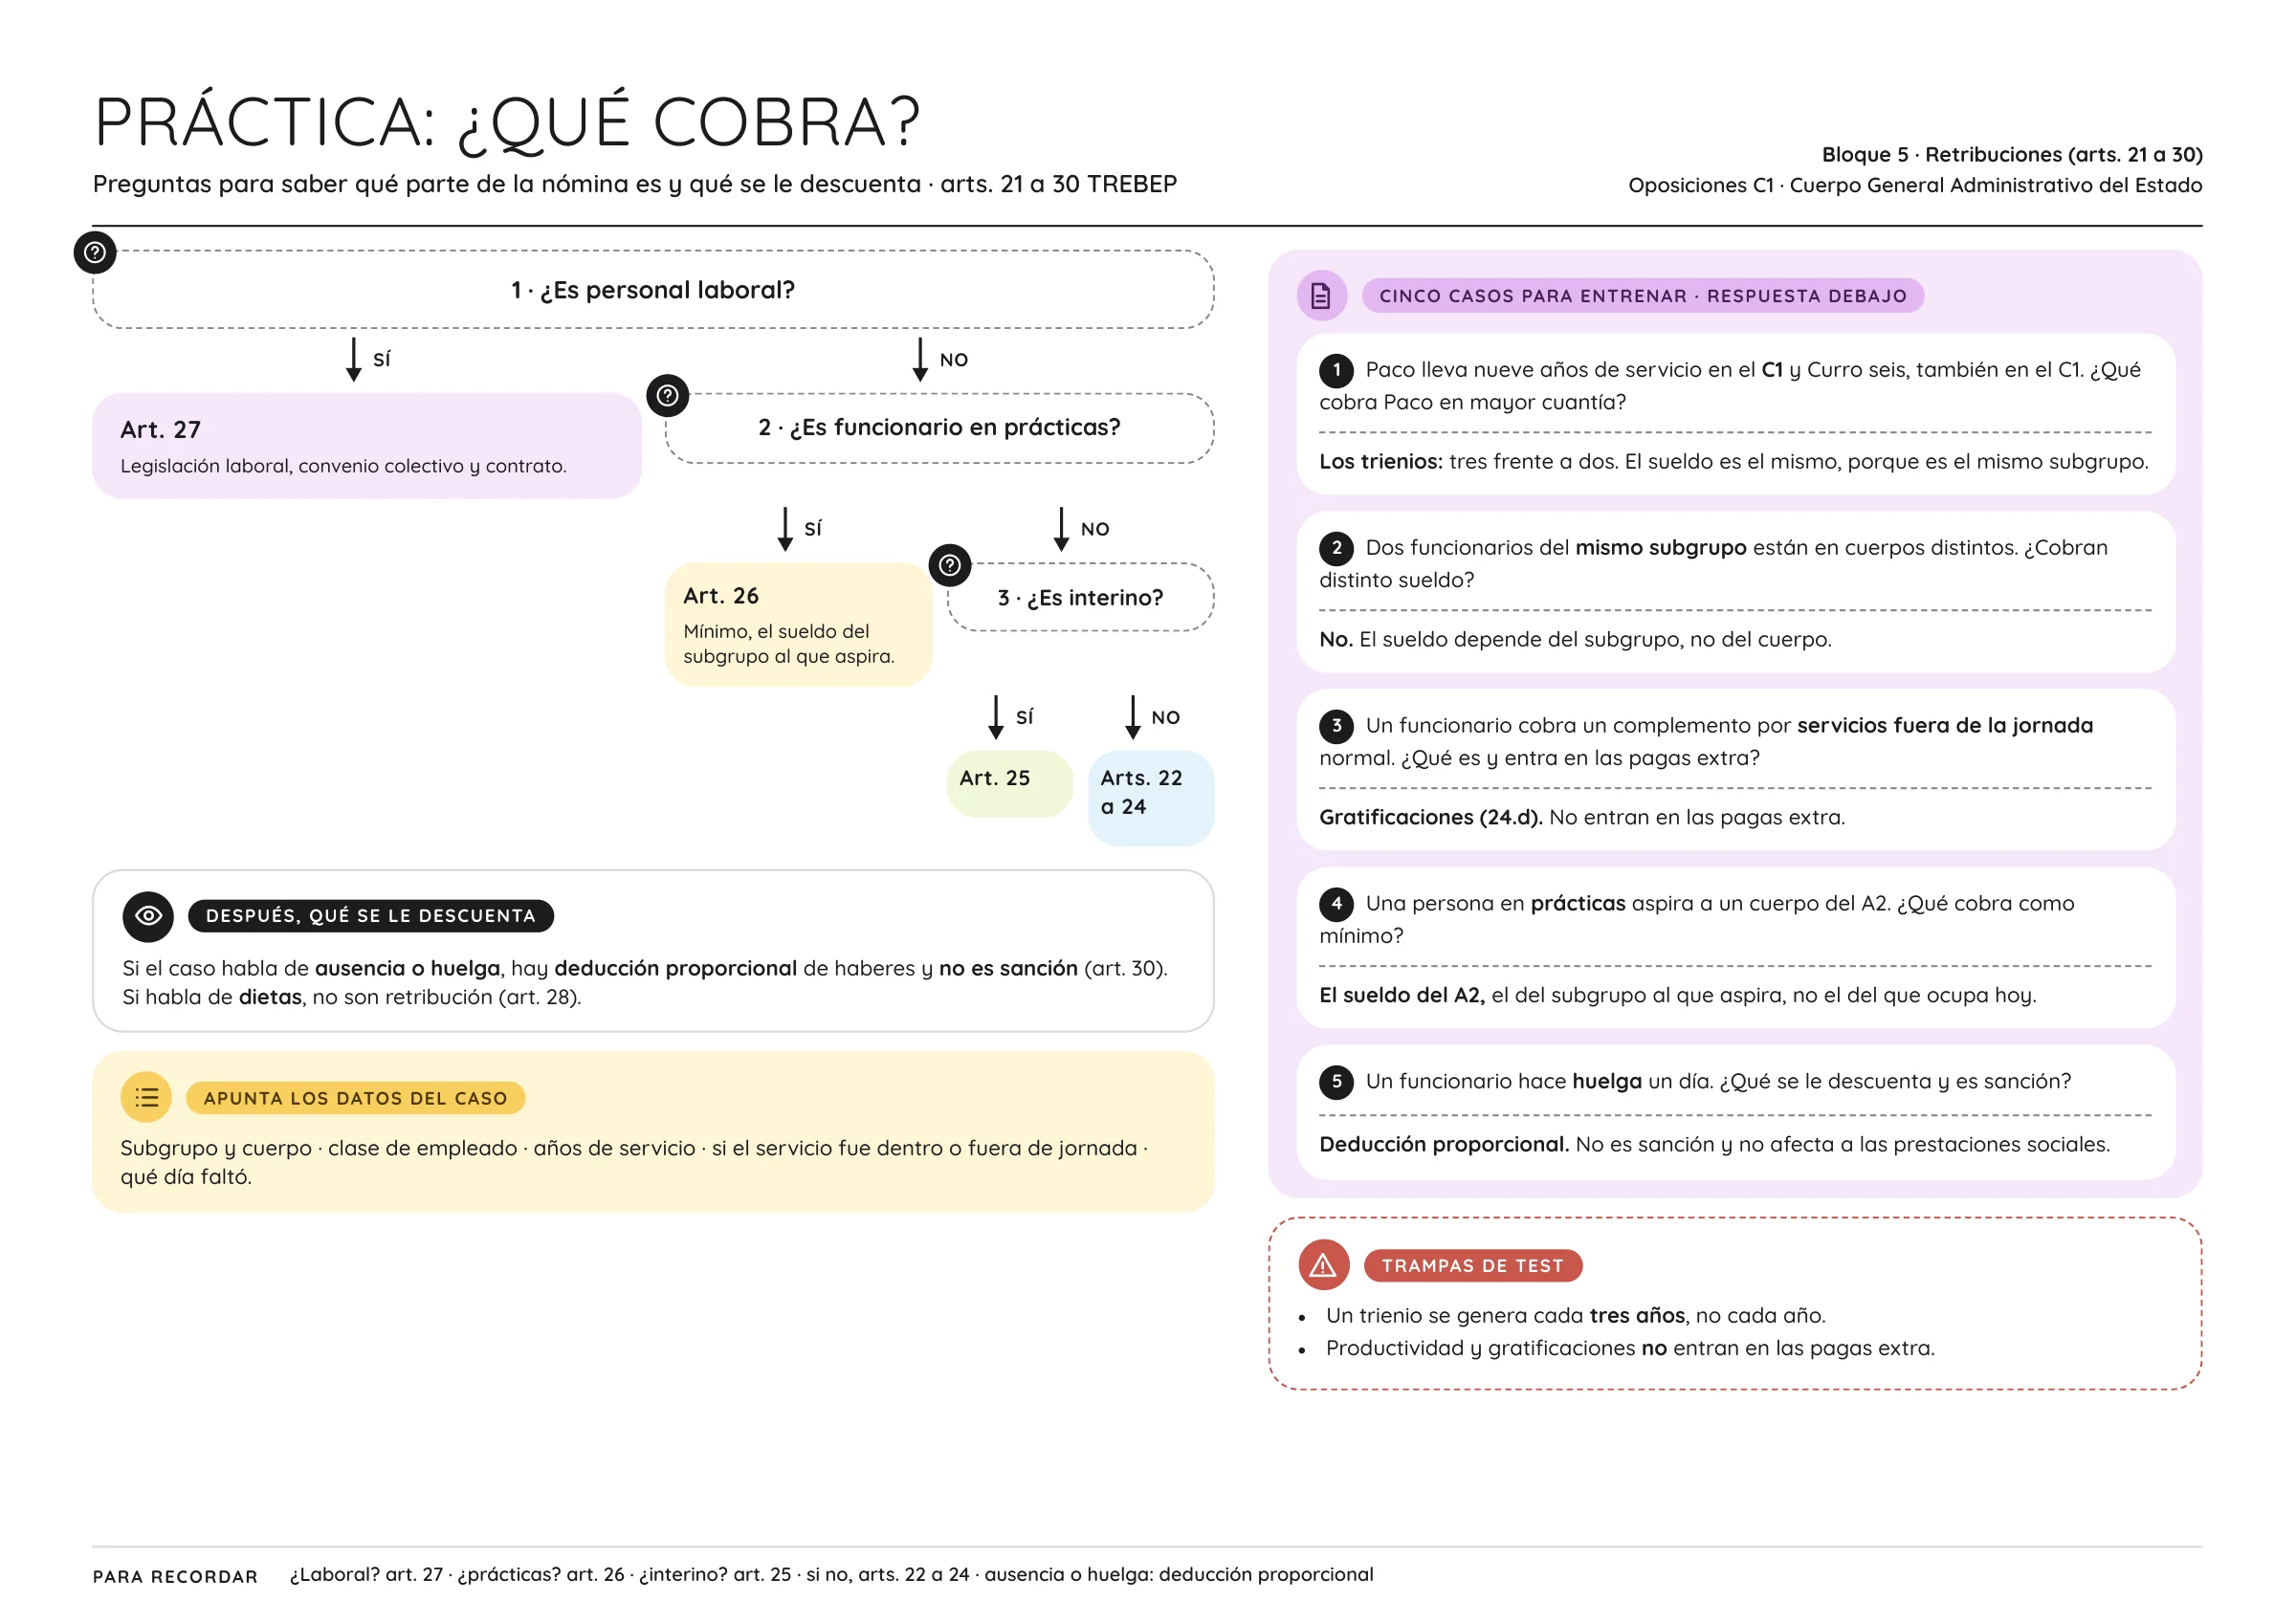 PRÁCTICA: ¿QUÉ COBRA?
Preguntas para saber qué parte de la nómina es y qué se le descuenta · arts. 21 a 30 TREBEP
Bloque 5 · Retribuciones (arts. 21 a 30)
Oposiciones C1 · Cuerpo General Administrativo del Estado
1 · ¿Es personal laboral?
SÍ
NO
Art. 27
Legislación laboral, convenio colectivo y contrato.
2 · ¿Es funcionario en prácticas?
SÍ
NO
Art. 26
Mínimo, el sueldo del
subgrupo al que aspira.
3 · ¿Es interino?
SÍ
NO
Art. 25
Arts. 22
a 24
DESPUÉS, QUÉ SE LE DESCUENTA
Si el caso habla de ausencia o huelga, hay deducción proporcional de haberes y no es sanción (art. 30).
Si habla de dietas, no son retribución (art. 28).
APUNTA LOS DATOS DEL CASO
Subgrupo y cuerpo · clase de empleado · años de servicio · si el servicio fue dentro o fuera de jornada ·
qué día faltó.
CINCO CASOS PARA ENTRENAR · RESPUESTA DEBAJO
1 Paco lleva nueve años de servicio en el C1 y Curro seis, también en el C1. ¿Qué
cobra Paco en mayor cuantía?
Los trienios: tres frente a dos. El sueldo es el mismo, porque es el mismo subgrupo.
2 Dos funcionarios del mismo subgrupo están en cuerpos distintos. ¿Cobran
distinto sueldo?
No. El sueldo depende del subgrupo, no del cuerpo.
3 Un funcionario cobra un complemento por servicios fuera de la jornada
normal. ¿Qué es y entra en las pagas extra?
Gratificaciones (24.d). No entran en las pagas extra.
4 Una persona en prácticas aspira a un cuerpo del A2. ¿Qué cobra como
mínimo?
El sueldo del A2, el del subgrupo al que aspira, no el del que ocupa hoy.
5 Un funcionario hace huelga un día. ¿Qué se le descuenta y es sanción?
Deducción proporcional. No es sanción y no afecta a las prestaciones sociales.
TRAMPAS DE TEST
• Un trienio se genera cada tres años, no cada año.
• Productividad y gratificaciones no entran en las pagas extra.
PARA RECORDAR ¿Laboral? art. 27 · ¿prácticas? art. 26 · ¿interino? art. 25 · si no, arts. 22 a 24 · ausencia o huelga: deducción proporcional